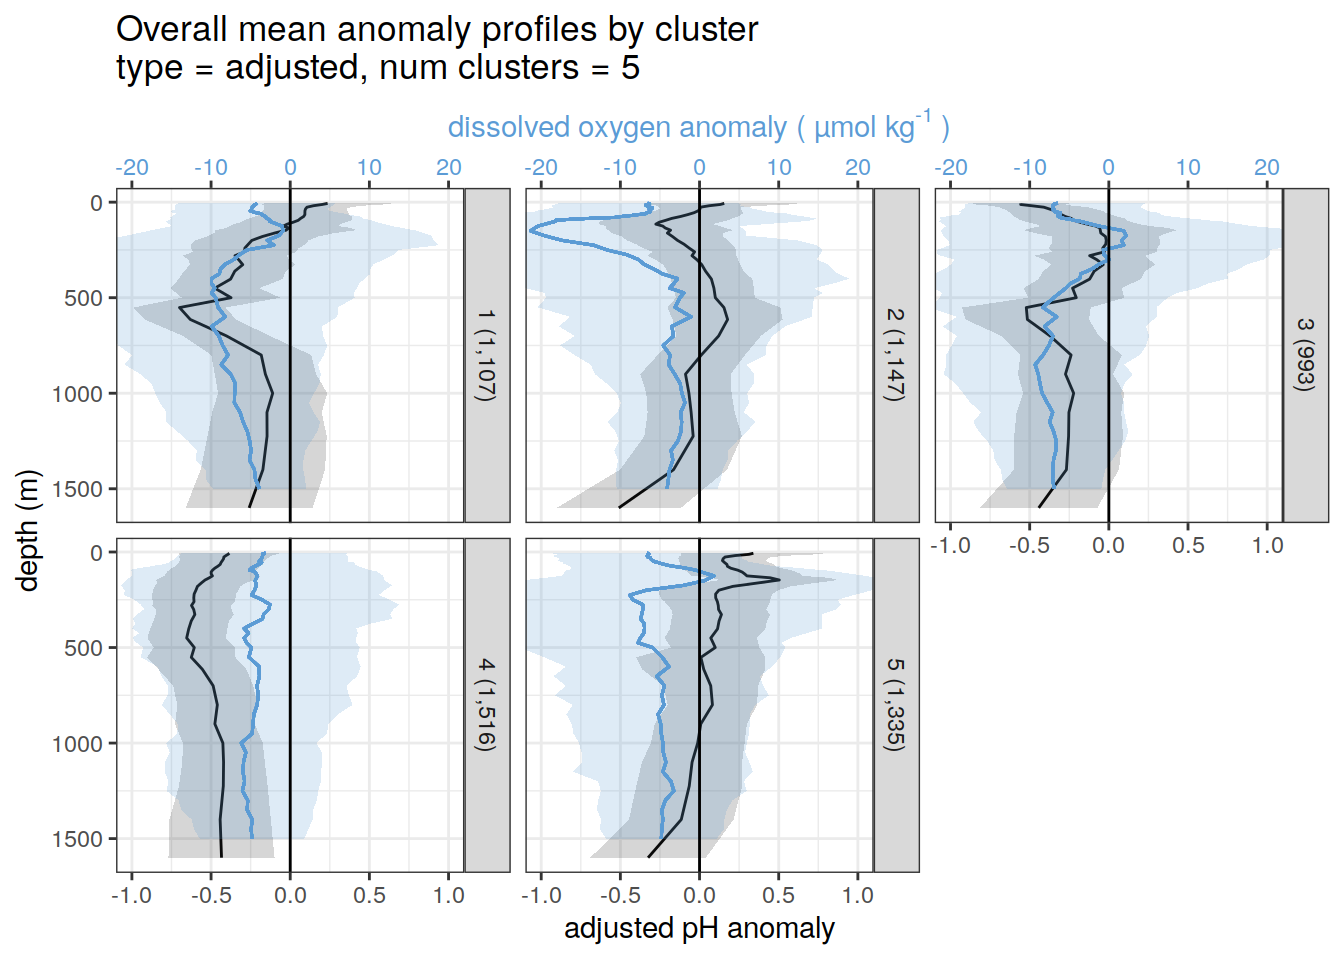 Overall mean anomaly profiles by cluster
type = adjusted, num clusters = 5
dissolved oxygen anomaly ( µmol kg-1 )
-20 -10 0 10 20 -20 -10 0 10 20 -20 -10 0 10 20
0
500
1000
1500
1 (1,107)
2 (1,147)
3 (993)
-1.0 -0.5 0.0 0.5 1.0
depth (m)
0
500
1000
1500
4 (1,516)
5 (1,335)
-1.0 -0.5 0.0 0.5 1.0 -1.0 -0.5 0.0 0.5 1.0
adjusted pH anomaly